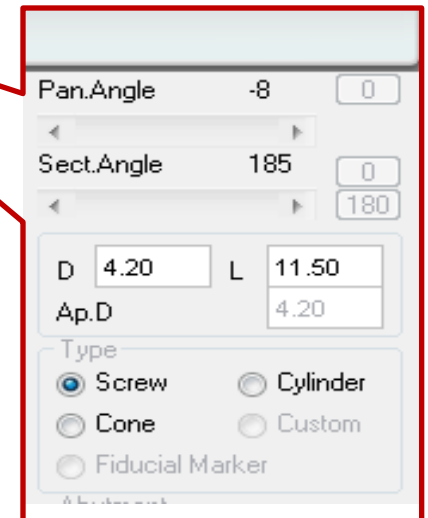 Pan.Angle -8 0
Sect.Angle 185 0
180
D 4.20 L 11.50
Ap.D 4.20
Type
Screw Cylinder
Cone Custom
Fiducial Marker